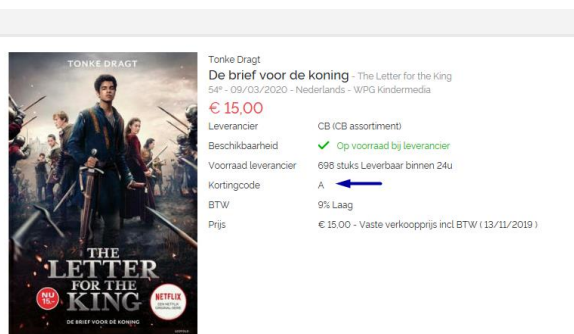 TONKE DRAGT
THE
LETTER
FOR THE
KING
NU
15.-
NETFLIX
DE BRIEF VOOR DE KONING
Tonke Dragt
De brief voor de koning - The Letter for the King
54e - 09/03/2020 - Nederlands - WPG Kindermedia
€ 15,00
Leverancier CB (CB assortiment)
Beschikbaarheid ✓ Op voorraad bij leverancier
Voorraad leverancier 698 stuks Leverbaar binnen 24u
Kortingcode A
BTW 9% Laag
Prijs € 15,00 - Vaste verkoopprijs incl BTW ( 13/11/2019 )